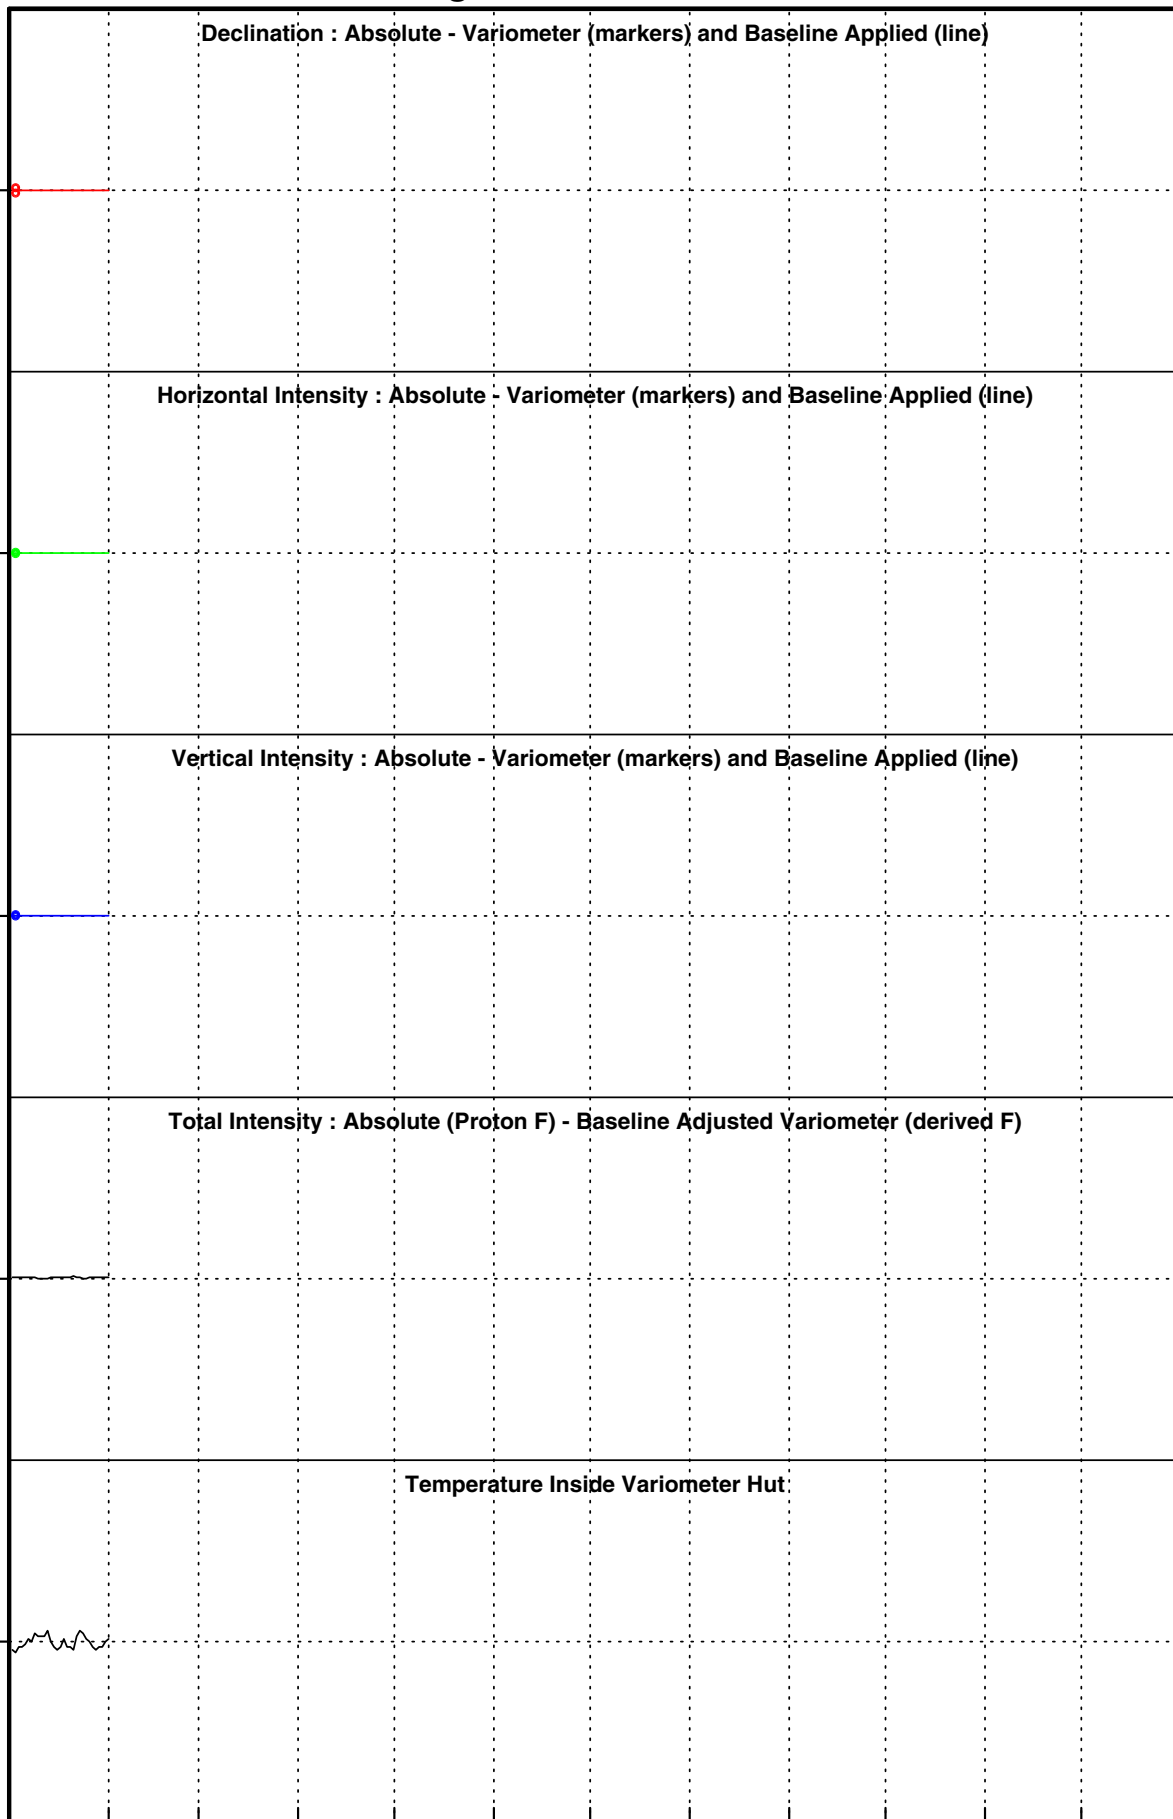 Declination : Absolute - Variometer (markers) and Baseline Applied (line)
Horizontal Intensity : Absolute - Variometer (markers) and Baseline Applied (line)
Vertical Intensity : Absolute - Variometer (markers) and Baseline Applied (line)
Total Intensity : Absolute (Proton F) - Baseline Adjusted Variometer (derived F)
Temperature Inside Variometer Hut